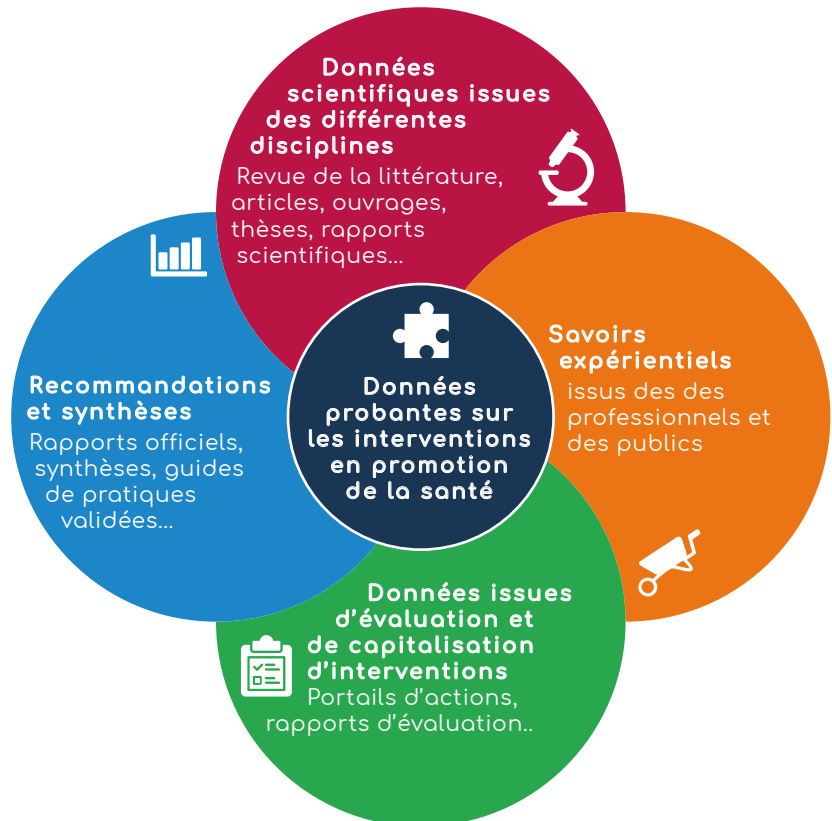 Données
scientifiques issues
des différentes
disciplines
Revue de la littérature,
articles, ouvrages,
thèses, rapports
scientifiques...
Savoirs
expérientiels
issus des des
professionnels et
des publics
Recommandations
et synthèses
Rapports officiels,
synthèses, guides
de pratiques
validées...
Données
probantes sur
les interventions
en promotion
de la santé
Données issues
d'évaluation et
de capitalisation
d'interventions
Portails d'actions,
rapports d'évaluation..